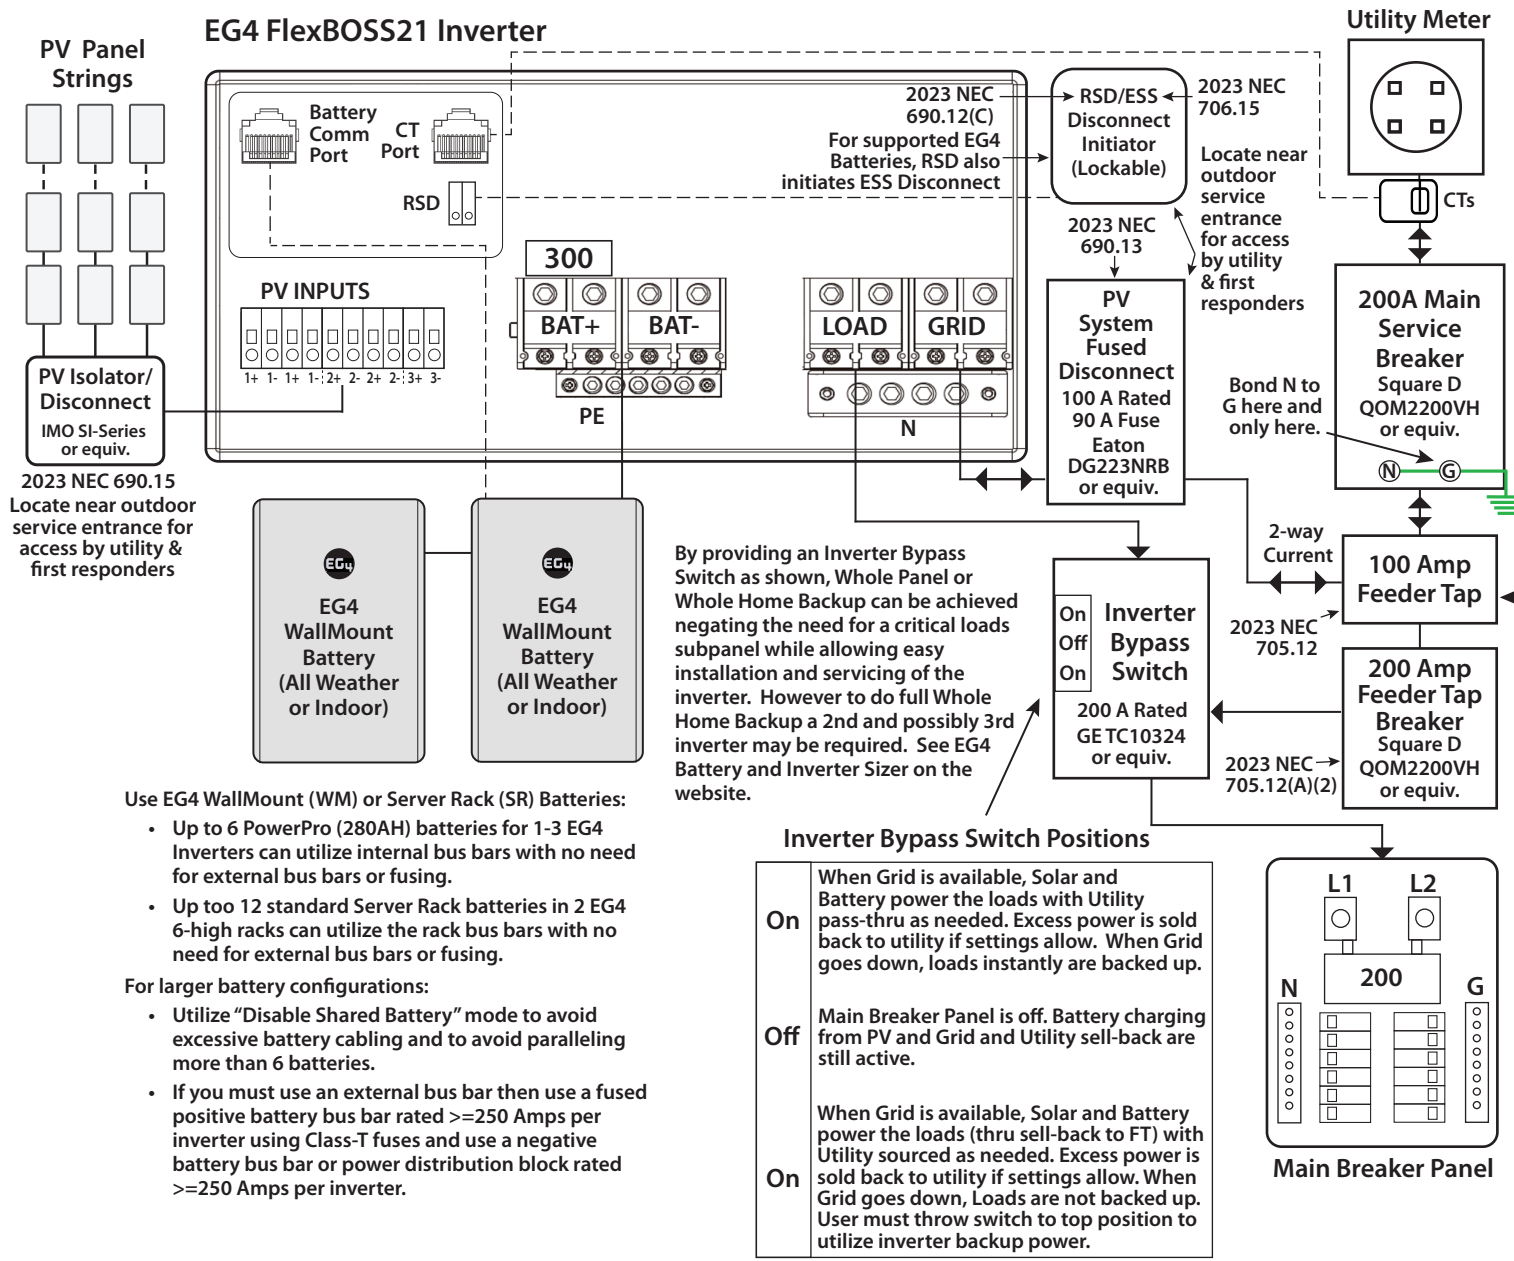 EG4 FlexBOSS21 Inverter
Utility Meter
PV Panel
Strings
Battery
Comm
Port
CT
Port
RSD
2023 NEC
690.12(C)
For supported EG4
Batteries, RSD also
initiates ESS Disconnect
RSD/ESS
Disconnect
Initiator
(Lockable)
2023 NEC
706.15
Locate near
outdoor
service
entrance
for access
by utility
& first
responders
CTs
2023 NEC
690.13
PV INPUTS
1+ 1- 1+ 1- 2+ 2- 2+ 2- 3+ 3-
300
BAT+
BAT-
PE
LOAD
GRID
N
PV
System
Fused
Disconnect
100 A Rated
90 A Fuse
Eaton
DG223NRB
or equiv.
200A Main
Service
Breaker
Square D
QOM2200VH
or equiv.
N
G
Bond N to
G here and
only here.
PV Isolator/
Disconnect
IMO SI-Series
or equiv.
2023 NEC 690.15
Locate near outdoor
service entrance for
access by utility &
first responders
EG4
EG4
WallMount
Battery
(All Weather
or Indoor)
EG4
EG4
WallMount
Battery
(All Weather
or Indoor)
By providing an Inverter Bypass
Switch as shown, Whole Panel or
Whole Home Backup can be achieved
negating the need for a critical loads
subpanel while allowing easy
installation and servicing of the
inverter. However to do full Whole
Home Backup a 2nd and possibly 3rd
inverter may be required. See EG4
Battery and Inverter Sizer on the
website.
On
Off
On
Inverter
Bypass
Switch
200 A Rated
GE TC10324
or equiv.
2-way
Current
100 Amp
Feeder Tap
2023 NEC
705.12
200 Amp
Feeder Tap
Breaker
Square D
QOM2200VH
or equiv.
2023 NEC
705.12(A)(2)
Use EG4 WallMount (WM) or Server Rack (SR) Batteries:
• Up to 6 PowerPro (280AH) batteries for 1-3 EG4
Inverters can utilize internal bus bars with no need
for external bus bars or fusing.
• Up too 12 standard Server Rack batteries in 2 EG4
6-high racks can utilize the rack bus bars with no
need for external bus bars or fusing.
For larger battery configurations:
• Utilize “Disable Shared Battery” mode to avoid
excessive battery cabling and to avoid paralleling
more than 6 batteries.
• If you must use an external bus bar then use a fused
positive battery bus bar rated >=250 Amps per
inverter using Class-T fuses and use a negative
battery bus bar or power distribution block rated
>=250 Amps per inverter.
Inverter Bypass Switch Positions
On
When Grid is available, Solar and
Battery power the loads with Utility
pass-thru as needed. Excess power is sold
back to utility if settings allow. When Grid
goes down, loads instantly are backed up.
Off
Main Breaker Panel is off. Battery charging
from PV and Grid and Utility sell-back are
still active.
On
When Grid is available, Solar and Battery
power the loads (thru sell-back to FT) with
Utility sourced as needed. Excess power is
sold back to utility if settings allow. When
Grid goes down, Loads are not backed up.
User must throw switch to top position to
utilize inverter backup power.
L1
L2
200
N
G
Main Breaker Panel